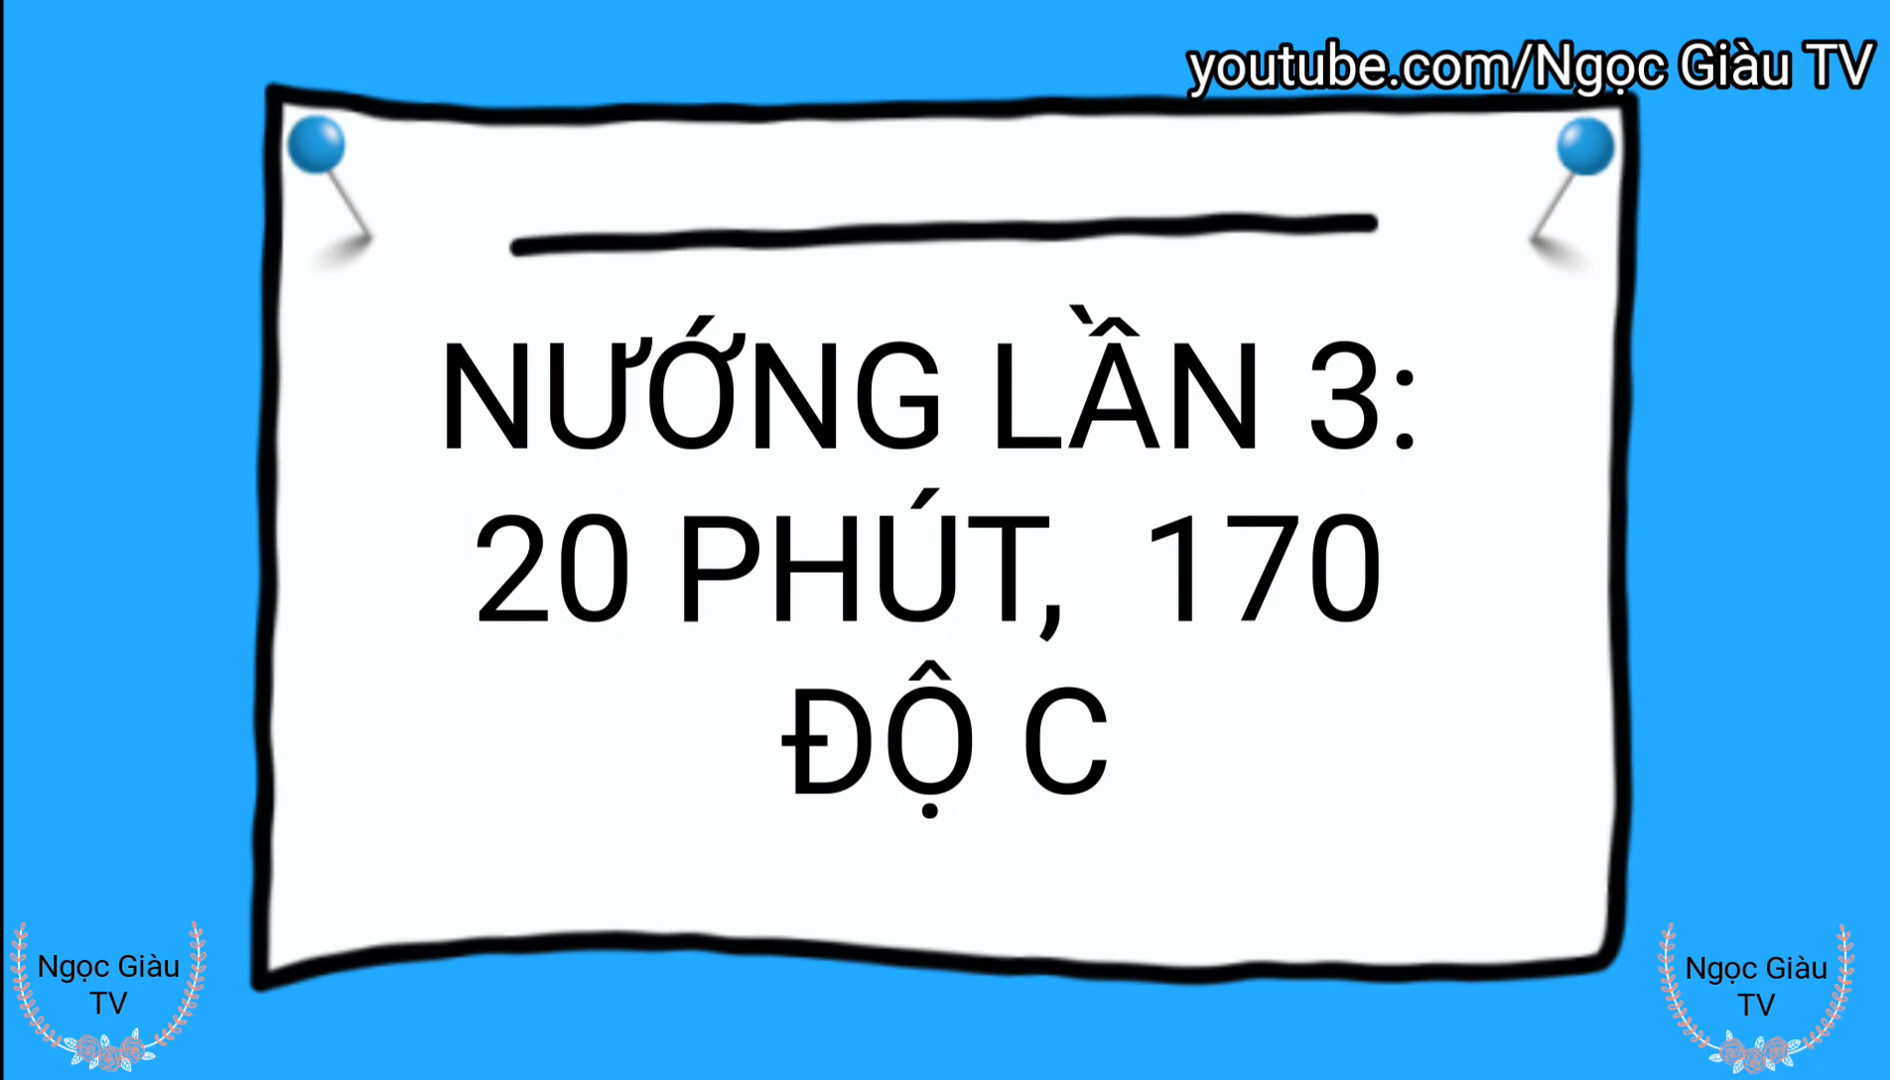 youtube.com/Ngọc Giàu TV
NƯỚNG LẦN 3:
20 PHÚT, 170
ĐỘ C
Ngọc Giàu
TV
Ngọc Giàu
TV